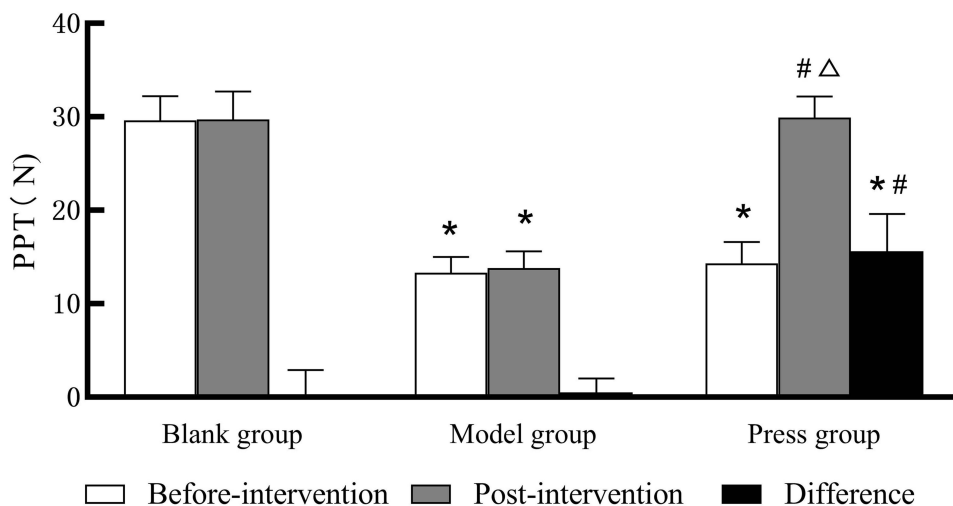 40
30
20
10
0
PPT( N)
# △
* #
*
*
*
Blank group
Model group
Press group
Before-intervention
Post-intervention
Difference